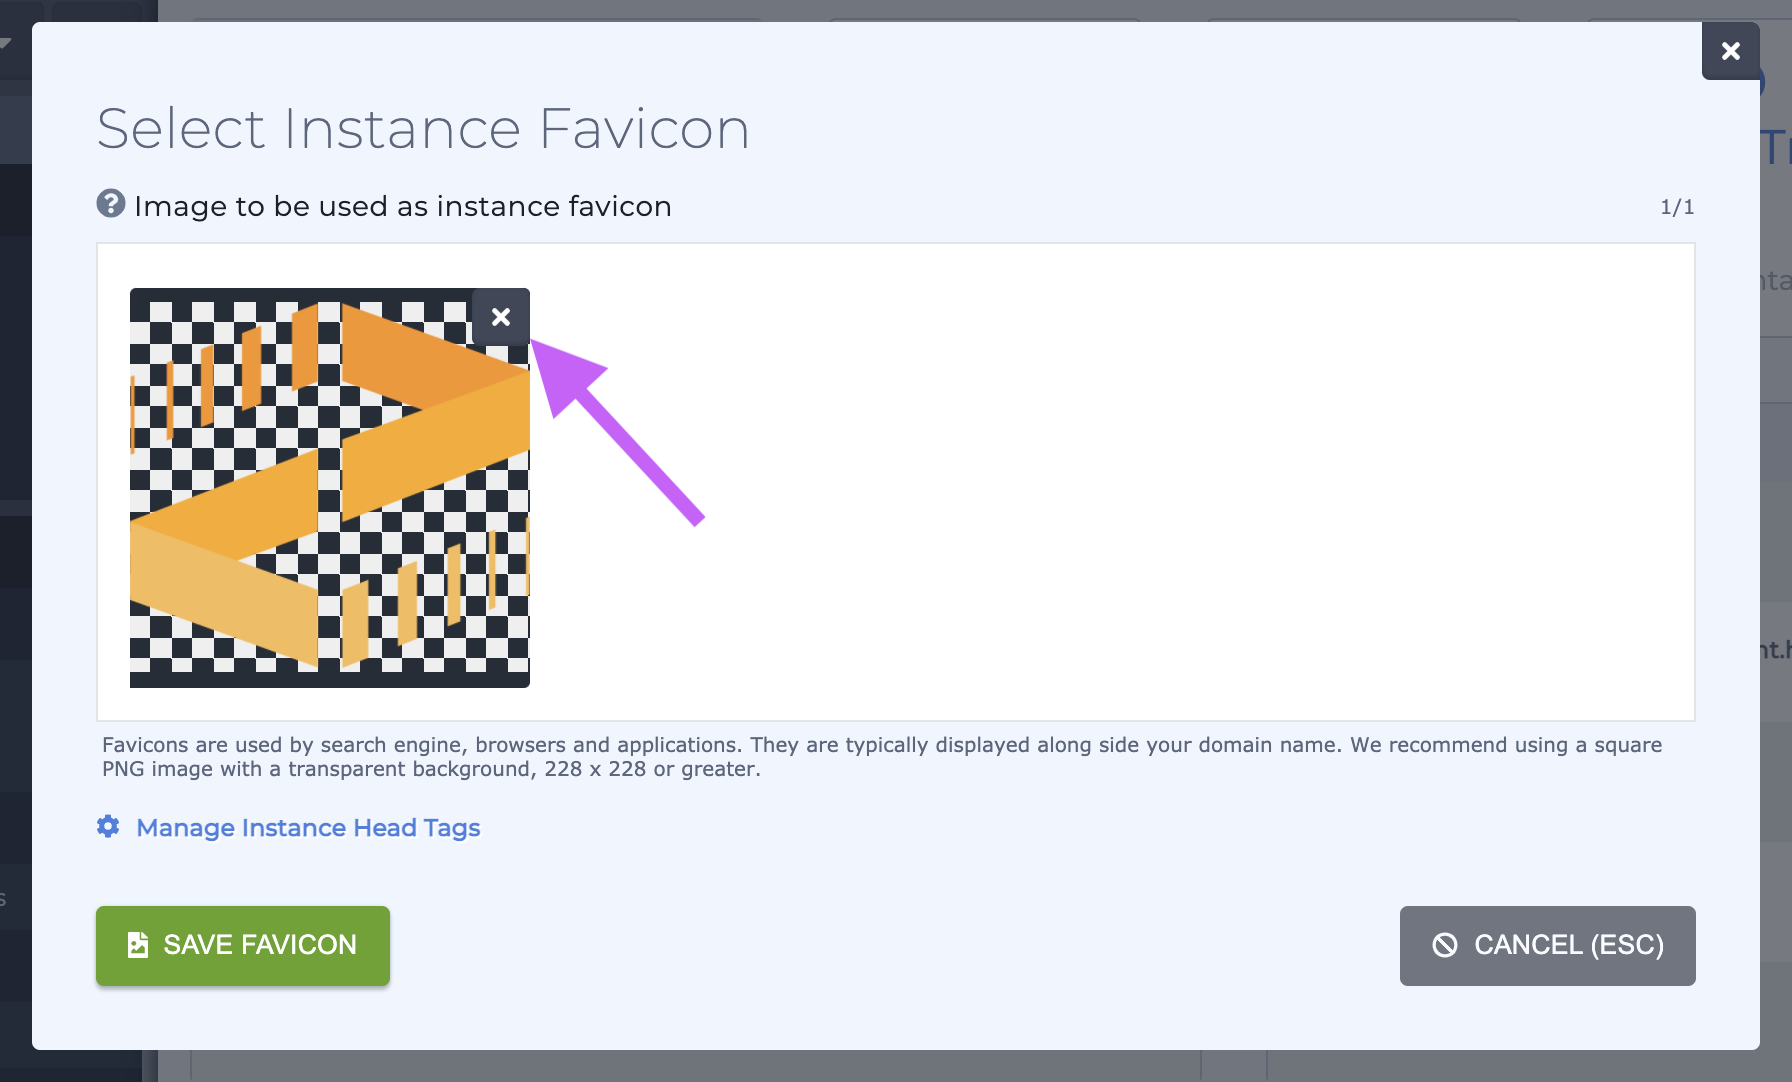 Select Instance Favicon
Image to be used as instance favicon
1/1
Favicons are used by search engine, browsers and applications. They are typically displayed along side your domain name. We recommend using a square
PNG image with a transparent background, 228 x 228 or greater.
Manage Instance Head Tags
SAVE FAVICON
CANCEL (ESC)